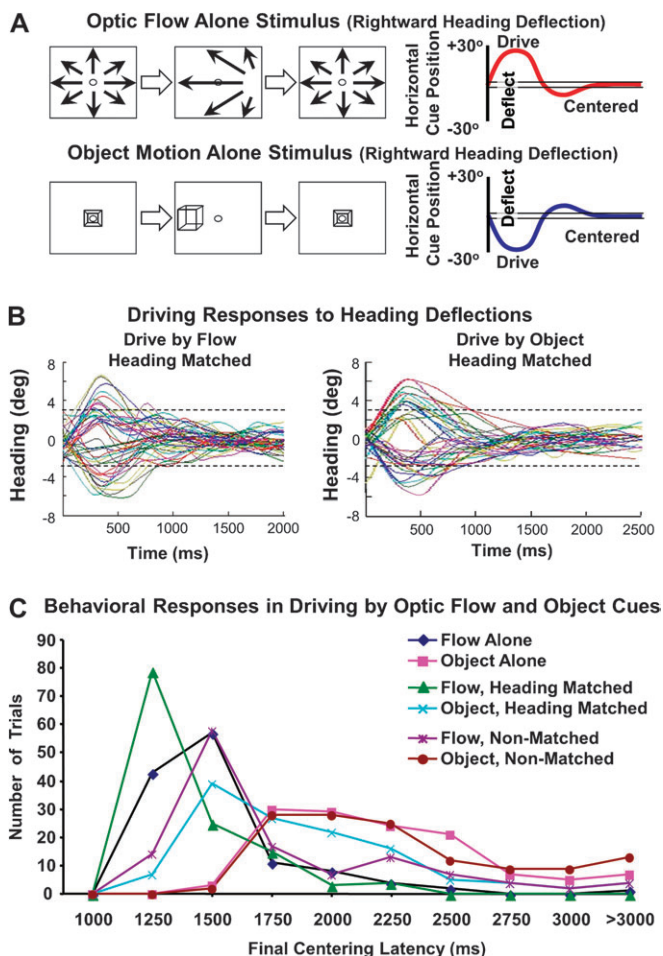 A
Optic Flow Alone Stimulus (Rightward Heading Deflection)
Horizontal
Cue Position
+30º
-30º
Drive
Deflect
Centered
Object Motion Alone Stimulus (Rightward Heading Deflection)
Horizontal
Cue Position
+30º
-30º
Deflect
Drive
Centered
B
Driving Responses to Heading Deflections
Drive by Flow
Heading Matched
Heading (deg)
8
4
0
-4
-8
500 1000 1500 2000
Time (ms)
Drive by Object
Heading Matched
Heading (deg)
8
4
0
-4
-8
500 1000 1500 2000 2500
Time (ms)
C
Behavioral Responses in Driving by Optic Flow and Object Cues
Number of Trials
90
80
70
60
50
40
30
20
10
0
Flow Alone
Object Alone
Flow, Heading Matched
Object, Heading Matched
Flow, Non-Matched
Object, Non-Matched
1000 1250 1500 1750 2000 2250 2500 2750 3000 >3000
Final Centering Latency (ms)